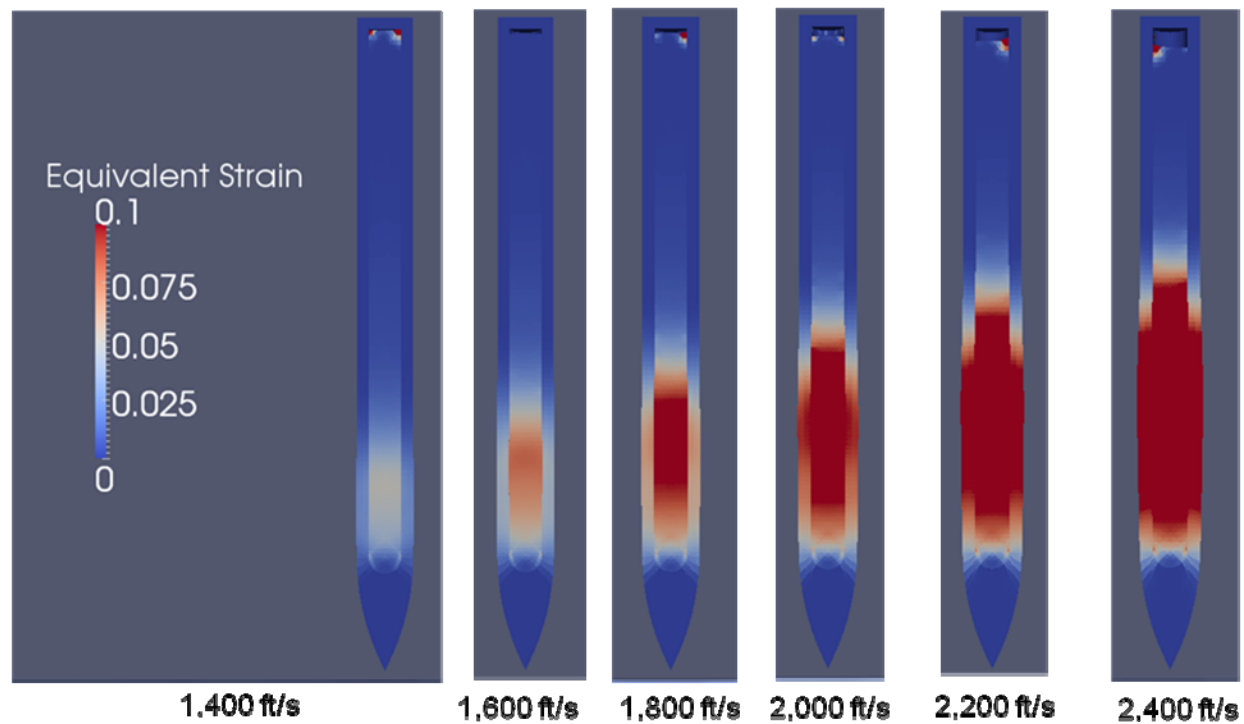 Equivalent Strain
0.1
0.075
0.05
0.025
0
1,400 ft/s
1,600 ft/s
1,800 ft/s
2,000 ft/s
2,200 ft/s
2,400 ft/s